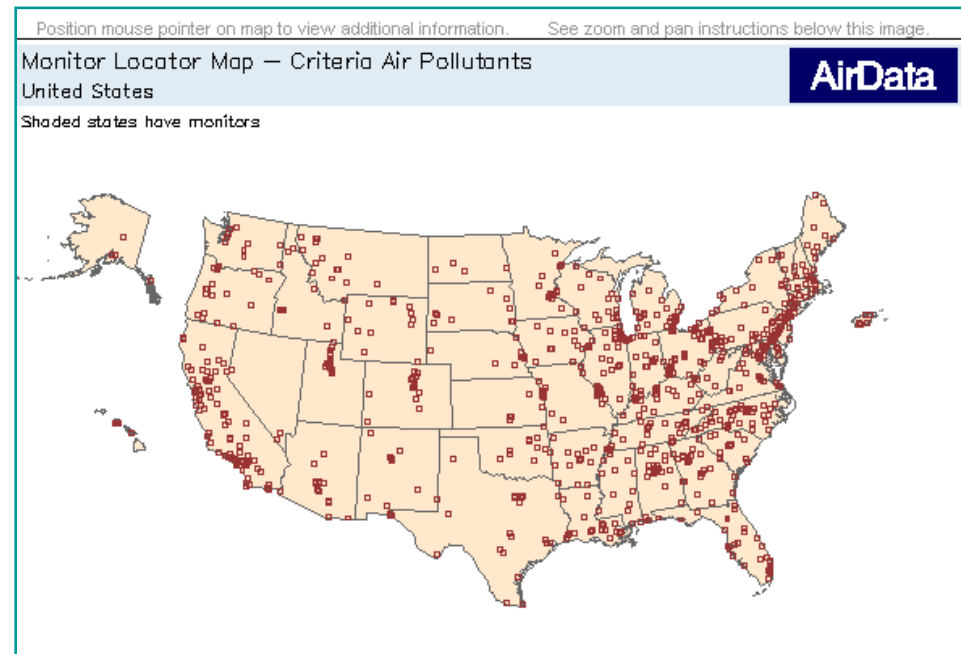 Position mouse pointer on map to view additional information. See zoom and pan instructions below this image.
Monitor Locator Map — Criteria Air Pollutants
AirData
United States
Shaded states have monitors